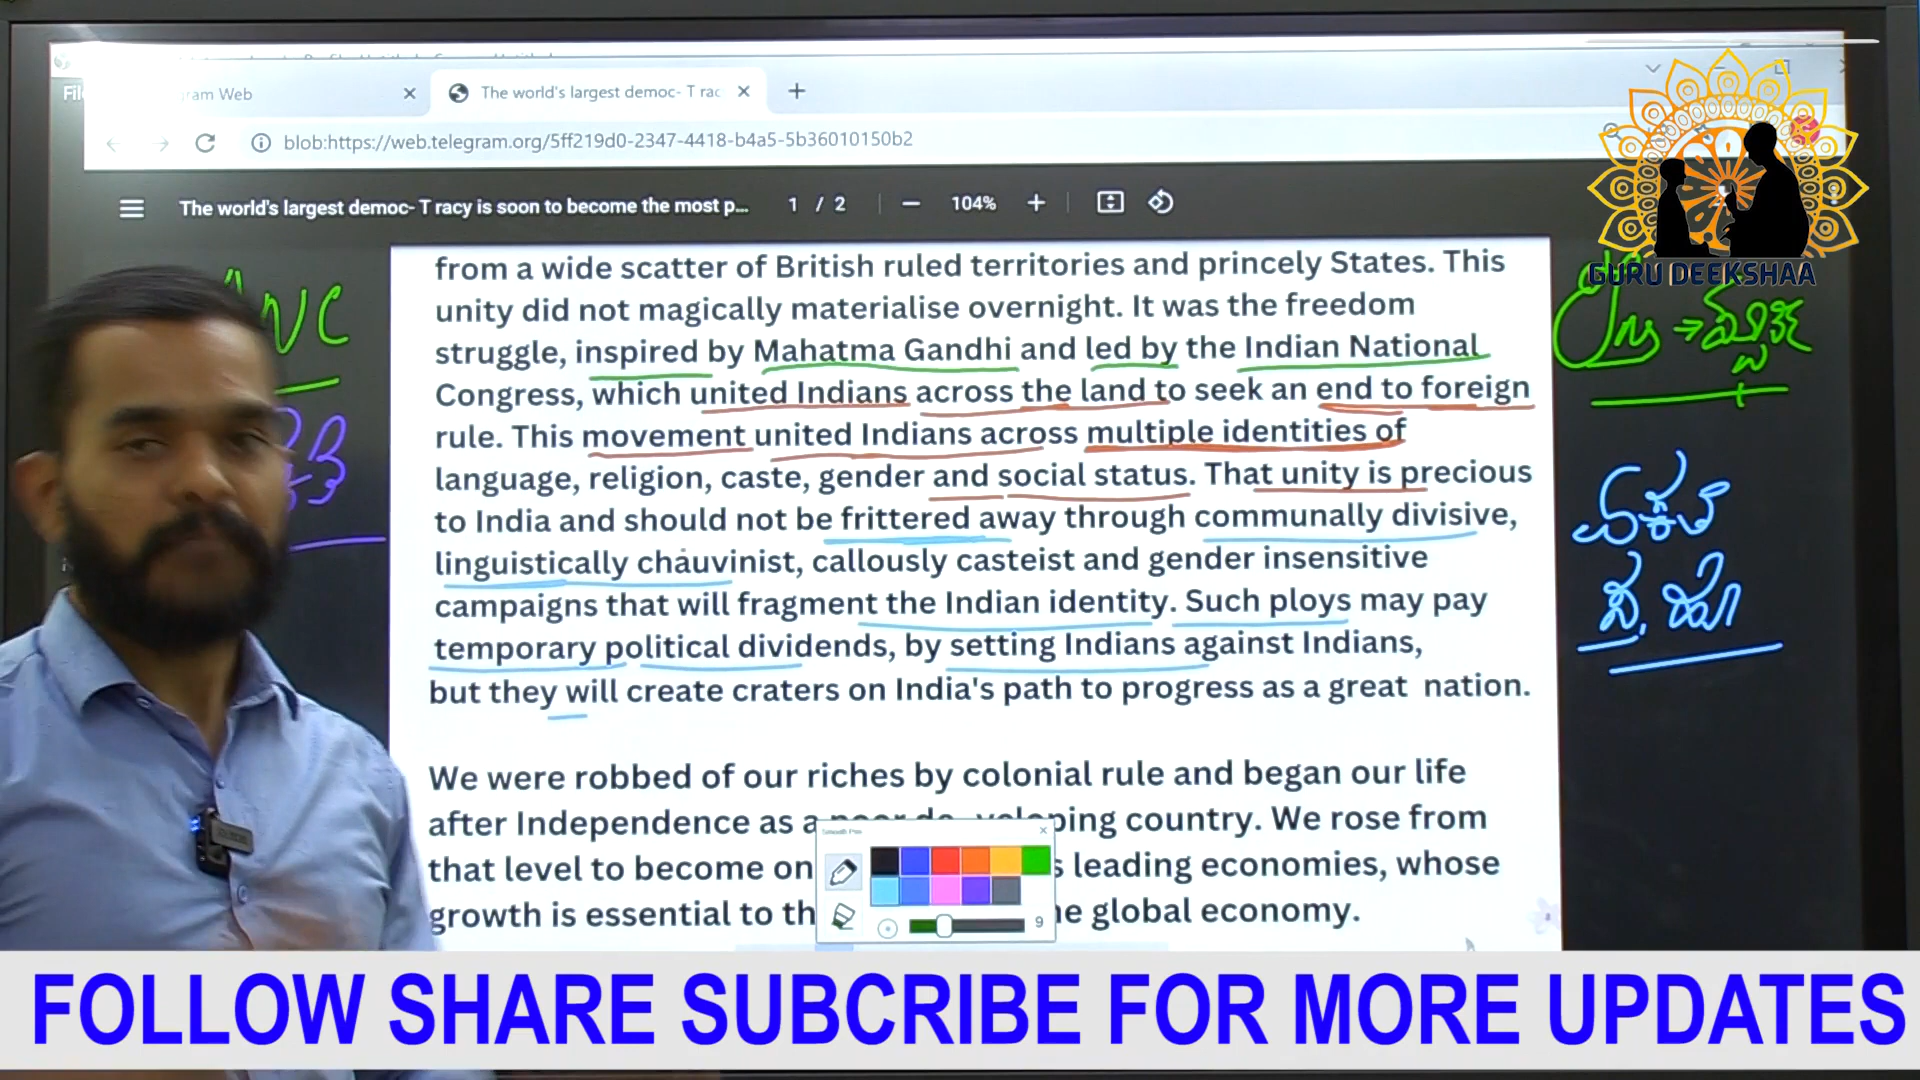 ram Web
The world's largest democ- T rac
blob:https://web.telegram.org/5ff219d0-2347-4418-b4a5-5b36010150b2
The world's largest democ- T racy is soon to become the most p...
1 / 2
104%
GURU DEEKSHAA
from a wide scatter of British ruled territories and princely States. This
unity did not magically materialise overnight. It was the freedom
struggle, inspired by Mahatma Gandhi and led by the Indian National
Congress, which united Indians across the land to seek an end to foreign
rule. This movement united Indians across multiple identities of
language, religion, caste, gender and social status. That unity is precious
to India and should not be frittered away through communally divisive,
linguistically chauvinist, callously casteist and gender insensitive
campaigns that will fragment the Indian identity. Such ploys may pay
temporary political dividends, by setting Indians against Indians,
but they will create craters on India's path to progress as a great nation.
We were robbed of our riches by colonial rule and began our life
after Independence as a poor de- veloping country. We rose from
that level to become on s leading economies, whose
growth is essential to th he global economy.
Smooth Pen
9
FOLLOW SHARE SUBCRIBE FOR MORE UPDATES